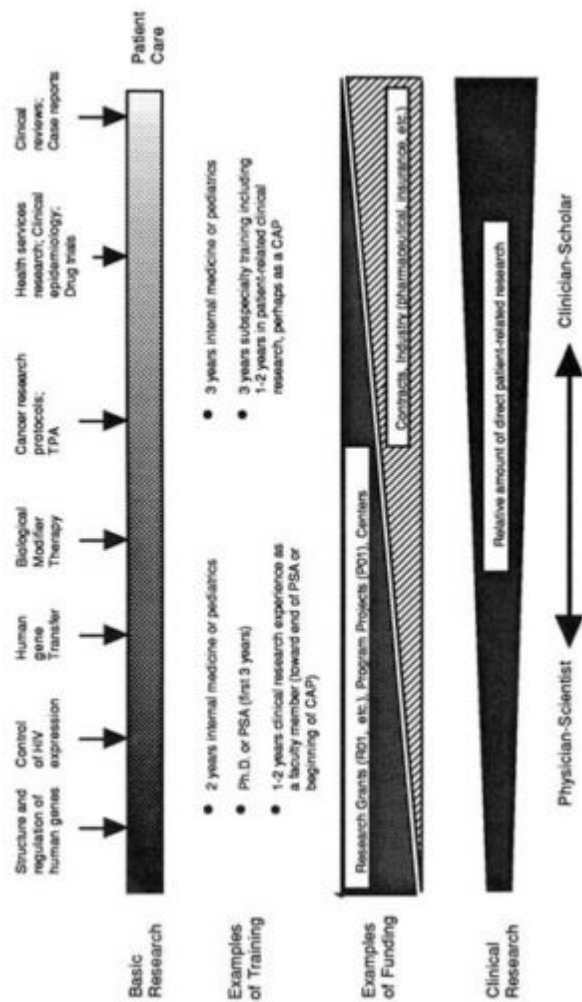 Structure and
regulation of
human genes
Control
of HIV
expression
Human
gene
Transfer
Biological
Modifier
Therapy
Cancer research
protocols;
TPA
Health services
research; Clinical
epidemiology;
Drug trials
Clinical
reviews;
Case reports
Basic
Research
Patient
Care
Examples
of Training
• 2 years internal medicine or pediatrics
• Ph.D. or PSA (first 3 years)
• 1-2 years clinical research experience as
a faculty member (toward end of PSA or
beginning of CAP)
• 3 years internal medicine or pediatrics
• 3 years subspecialty training including
1-2 years in patient-related clinical
research, perhaps as a CAP
Examples
of Funding
Research Grants (R01, etc.), Program Projects (P01), Centers
Contracts, Industry (pharmaceutical, insurance, etc.)
Clinical
Research
Relative amount of direct patient-related research
Physician-Scientist
Clinician-Scholar